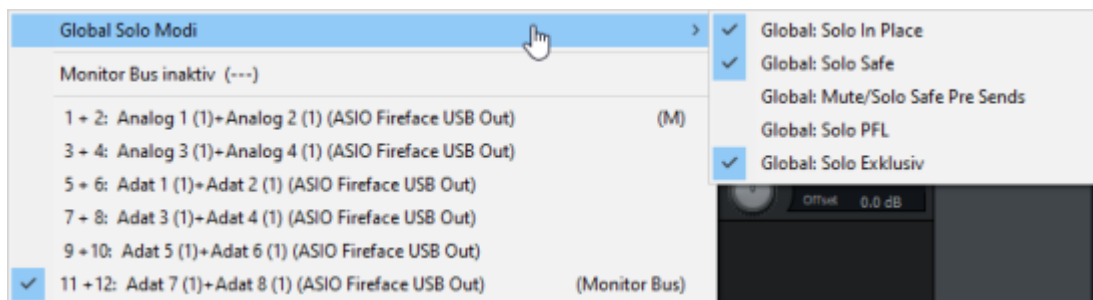 Global Solo Modi
Monitor Bus inaktiv (---)
1 + 2: Analog 1 (1)+Analog 2 (1) (ASIO Fireface USB Out) (M)
3 + 4: Analog 3 (1)+Analog 4 (1) (ASIO Fireface USB Out)
5 + 6: Adat 1 (1)+Adat 2 (1) (ASIO Fireface USB Out)
7 + 8: Adat 3 (1)+Adat 4 (1) (ASIO Fireface USB Out)
9 +10: Adat 5 (1)+Adat 6 (1) (ASIO Fireface USB Out)
11 +12: Adat 7 (1)+Adat 8 (1) (ASIO Fireface USB Out) (Monitor Bus)
Global: Solo In Place
Global: Solo Safe
Global: Mute/Solo Safe Pre Sends
Global: Solo PFL
Global: Solo Exklusiv
Offset 0.0 dB